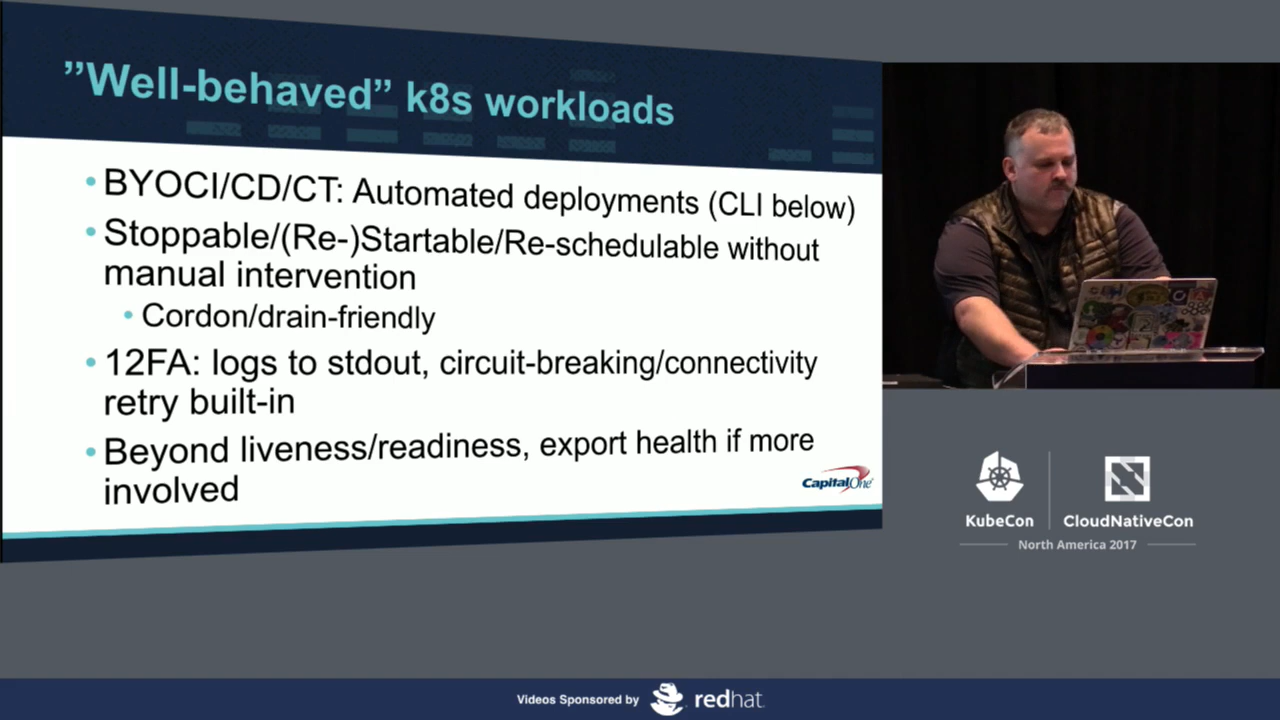 ”Well-behaved” k8s workloads
• BYOCI/CD/CT: Automated deployments (CLI below)
• Stoppable/(Re-)Startable/Re-schedulable without
manual intervention
• Cordon/drain-friendly
• 12FA: logs to stdout, circuit-breaking/connectivity
retry built-in
• Beyond liveness/readiness, export health if more
involved
CapitalOne
KubeCon
CloudNativeCon
North America 2017
Videos Sponsored by
redhat.